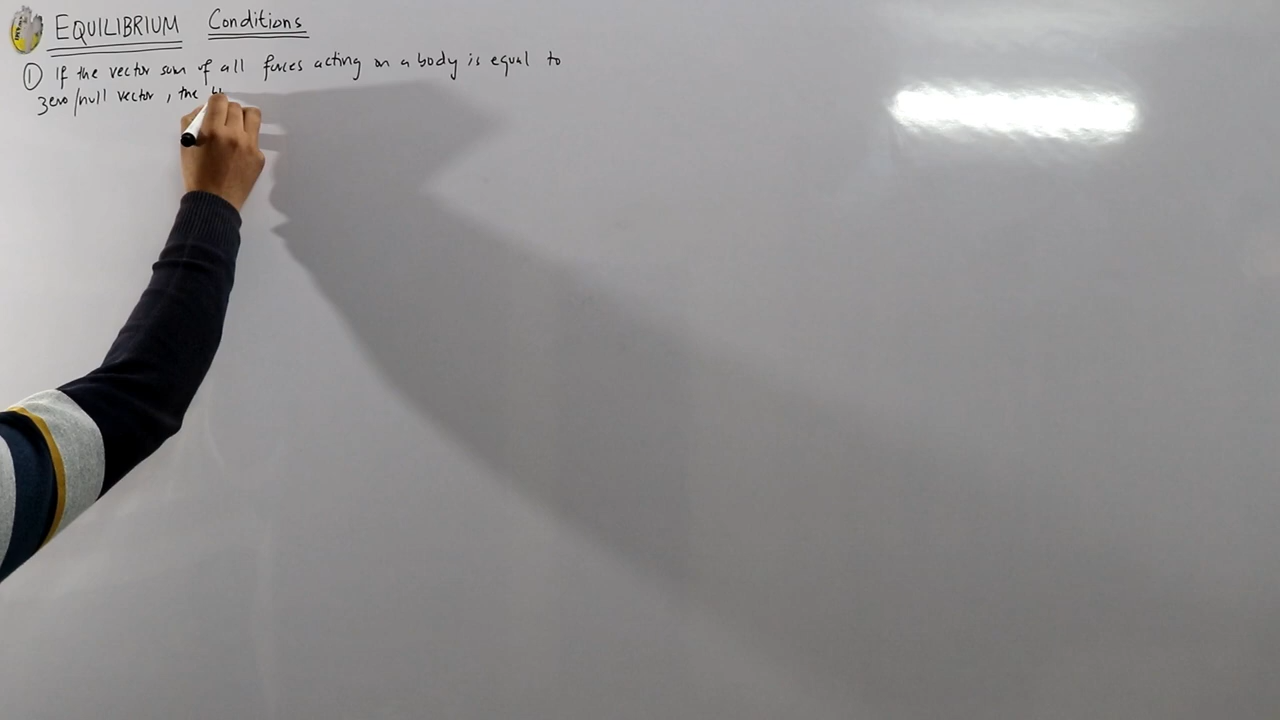 EQUILIBRIUM Conditions
① If the vector sum of all forces acting on a body is equal to
zero/null vector, the